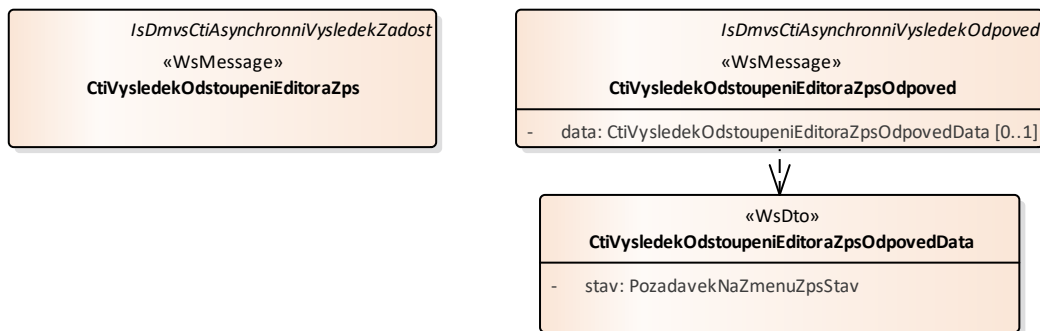 IsDmvsCtiAsynchronniVysledekZadost
«WsMessage»
CtiVysledekOdstoupeniEditoraZps
IsDmvsCtiAsynchronniVysledekOdpoved
«WsMessage»
CtiVysledekOdstoupeniEditoraZpsOdpoved
- data: CtiVysledekOdstoupeniEditoraZpsOdpovedData [0..1]
«WsDto»
CtiVysledekOdstoupeniEditoraZpsOdpovedData
- stav: PozadavekNaZmenuZpsStav